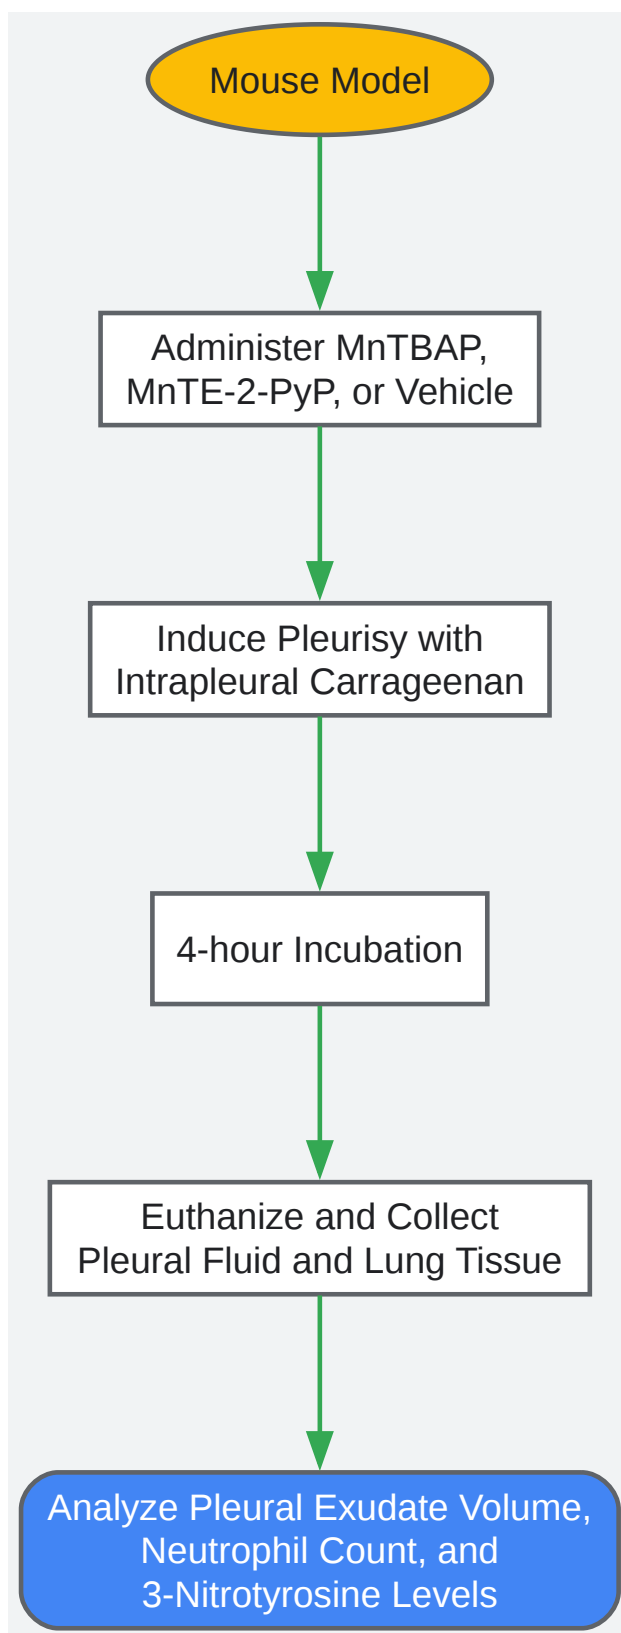 Mouse Model
Administer MnTBAP,
MnTE-2-PyP, or Vehicle
Induce Pleurisy with
Intrapleural Carrageenan
4-hour Incubation
Euthanize and Collect
Pleural Fluid and Lung Tissue
Analyze Pleural Exudate Volume,
Neutrophil Count, and
3-Nitrotyrosine Levels